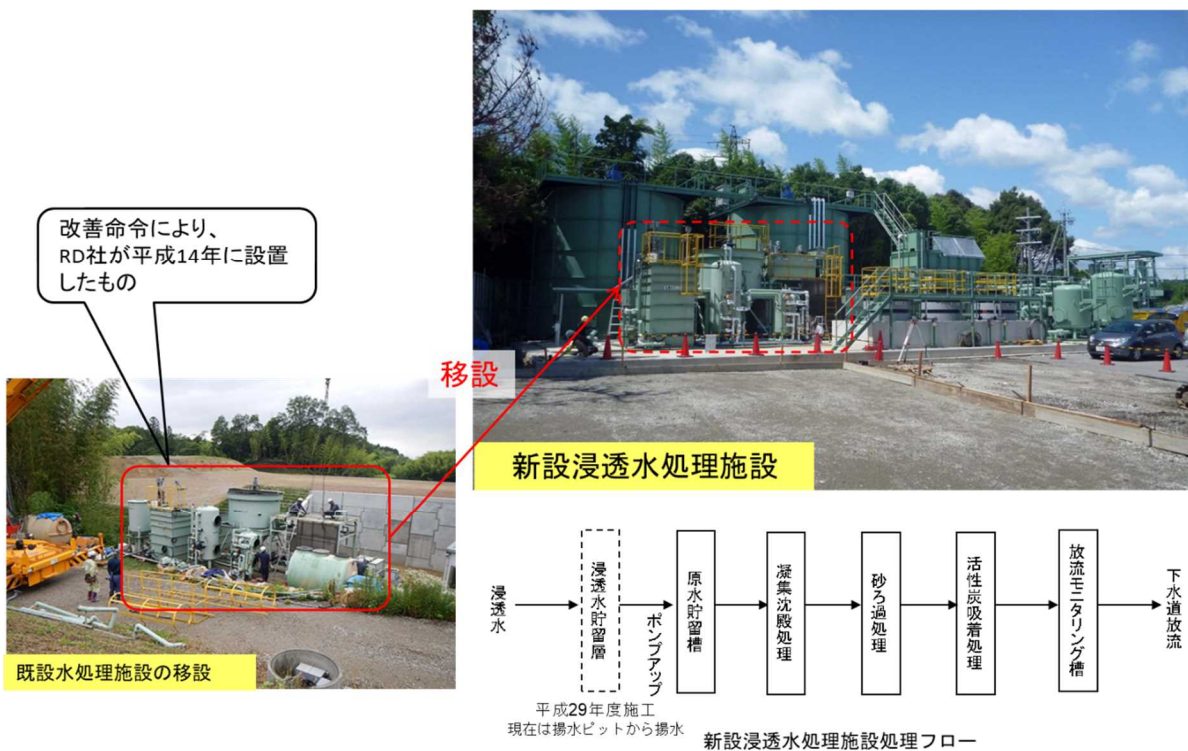 改善命令により、
RD社が平成14年に設置
したもの
移設
新設浸透水処理施設
既設水処理施設の移設
浸透水
浸透水貯留層
ポンプアップ
原水貯留槽
凝集沈殿処理
砂ろ過処理
活性炭吸着処理
放流モニタリング槽
下水道放流
平成29年度施工
現在は揚水ピットから揚水
新設浸透水処理施設処理フロー